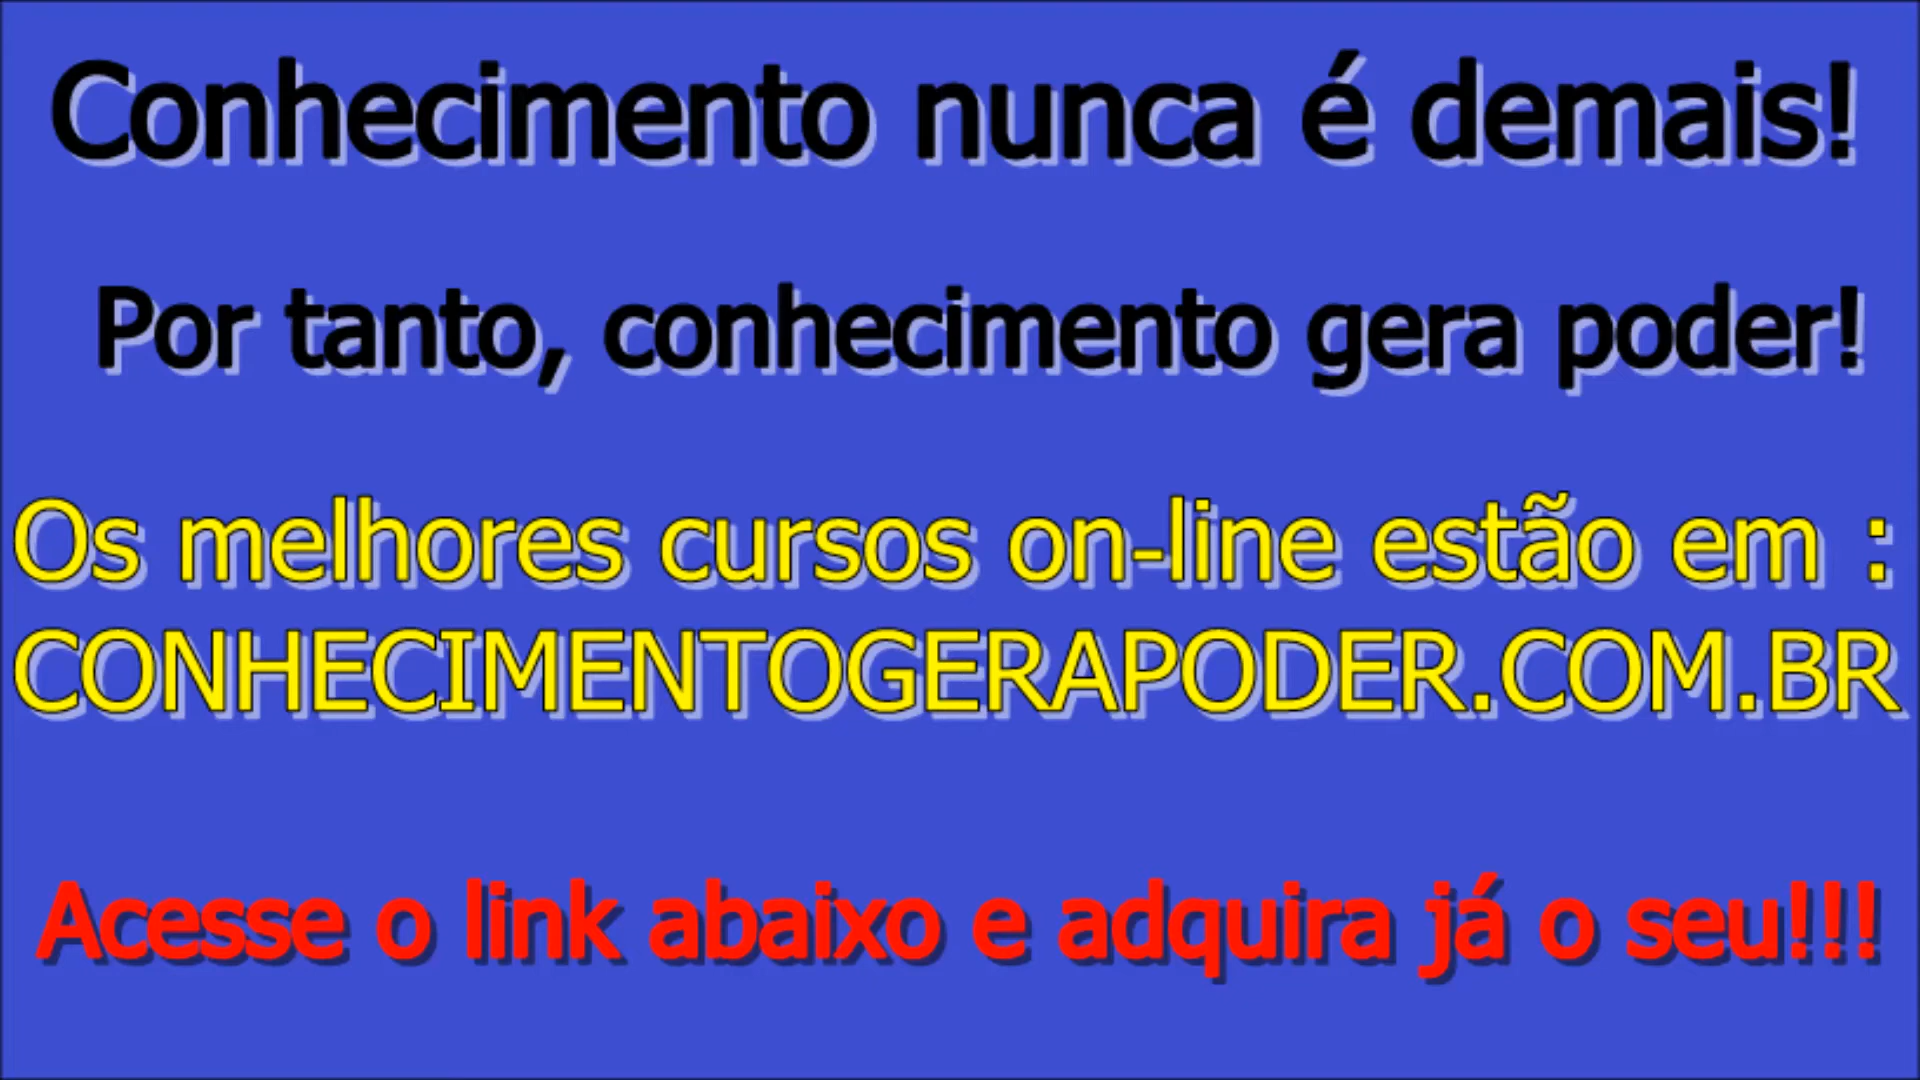 Conhecimento nunca é demais!
Por tanto, conhecimento gera poder!
Os melhores cursos on-line estão em :
CONHECIMENTOGERAPODER.COM.BR
Acesse o link abaixo e adquira já o seu!!!